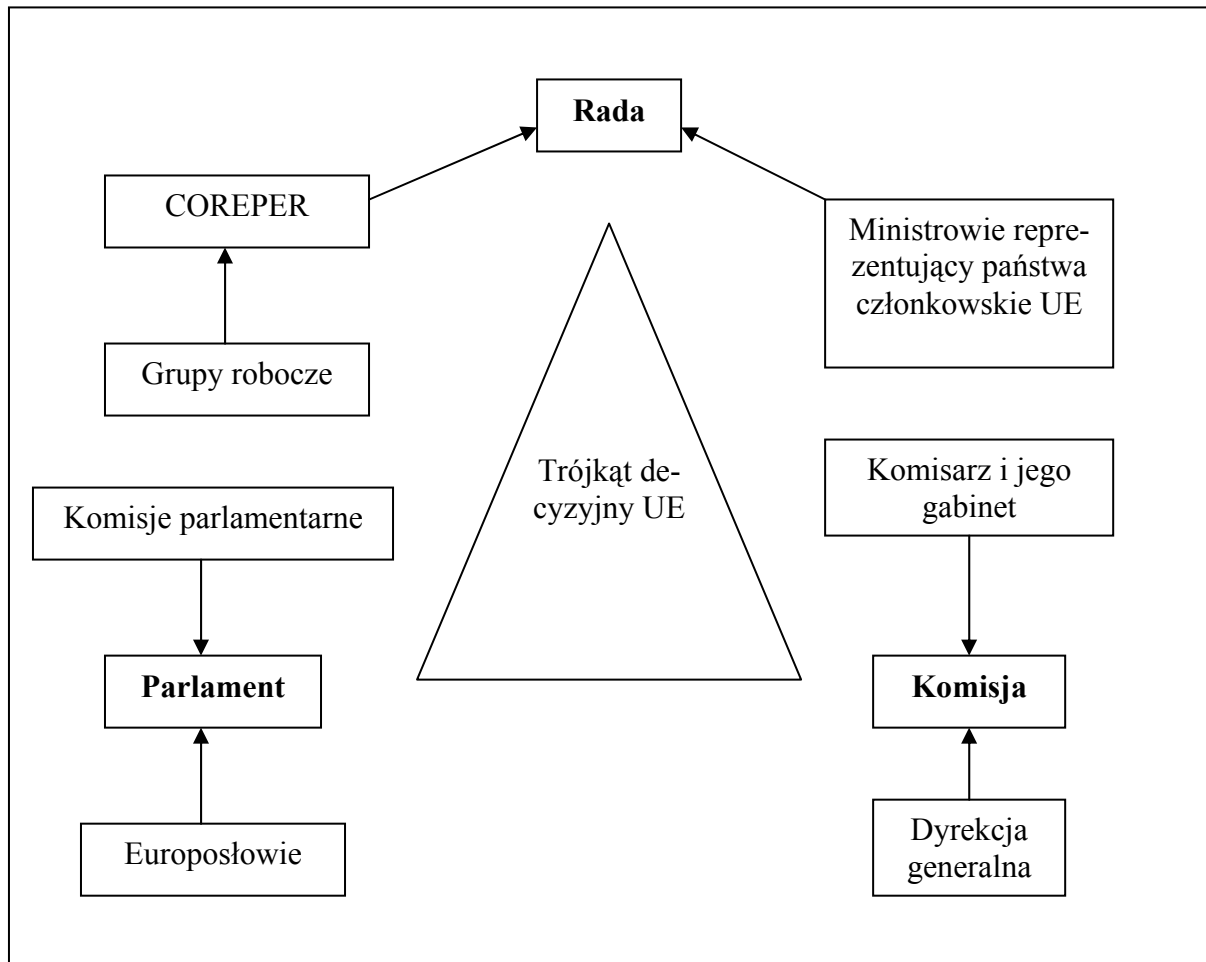 Rada
COREPER
Ministrowie repre-
zentujący państwa
członkowskie UE
Grupy robocze
Trójkąt de-
cyzyjny UE
Komisarz i jego
gabinet
Komisje parlamentarne
Parlament
Komisja
Europosłowie
Dyrekcja
generalna